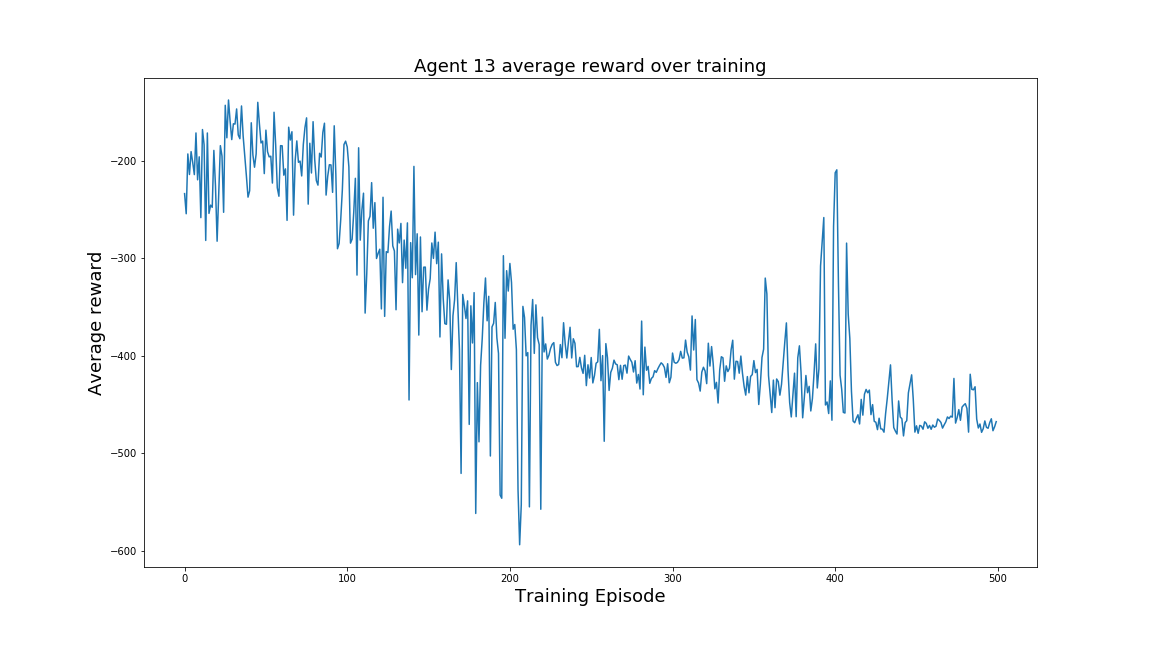 Agent 13 average reward over training
Average reward
−200
−300
−400
−500
−600
0 100 200 300 400 500
Training Episode